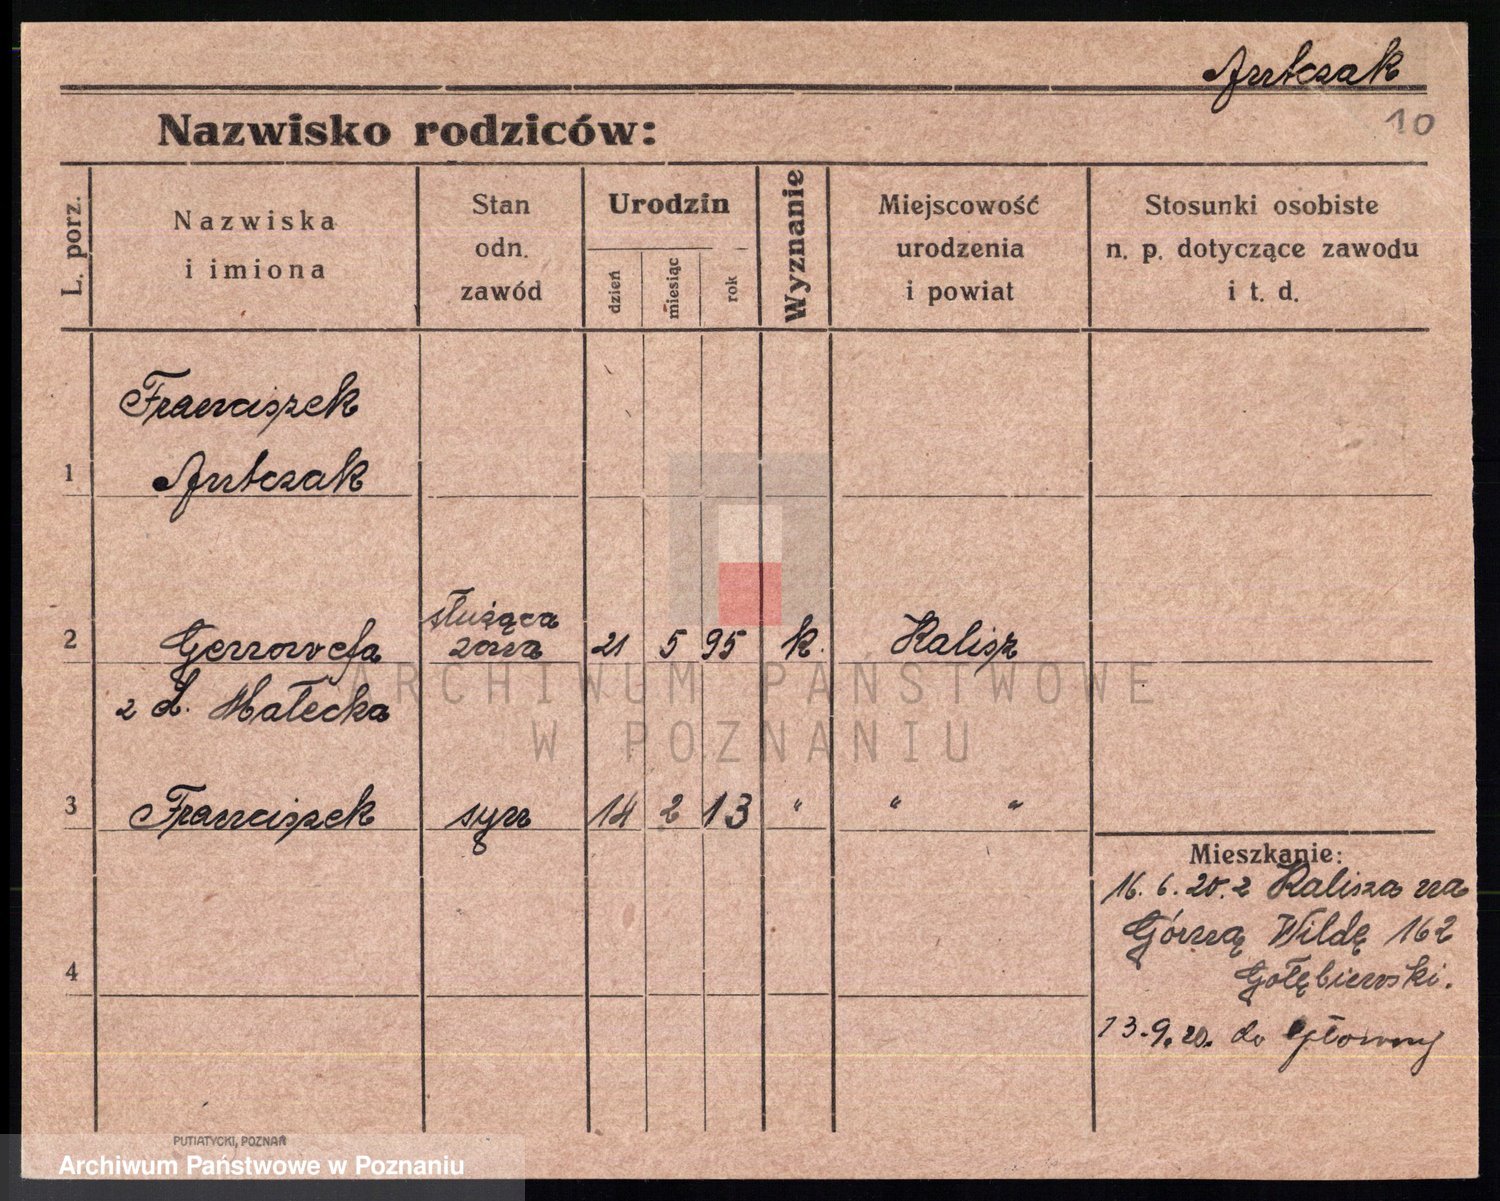 Antczak
10
Nazwisko rodziców:
L. porz.
Nazwiska
i imiona
Stan
odn.
zawód
Urodzin
dzień
miesiąc
rok
Wyznanie
Miejscowość
urodzenia
i powiat
Stosunki osobiste
n. p. dotyczące zawodu
i t. d.
Franciszek
1 Antczak
służąca
2 Genowefa żona 21 5 95 k. Kalisz
z d. Małecka
3 Franciszek syn 14 2 13 " " "
Mieszkanie:
16. 6. 20. z Kalisza na
Górną Wildę 162
4 Gołębiewski.
13. 9. 20. do Głowny
PUTIATYCKI, POZNAŃ
ARCHIWUM PAŃSTWOWE
W POZNANIU
Archiwum Państwowe w Poznaniu